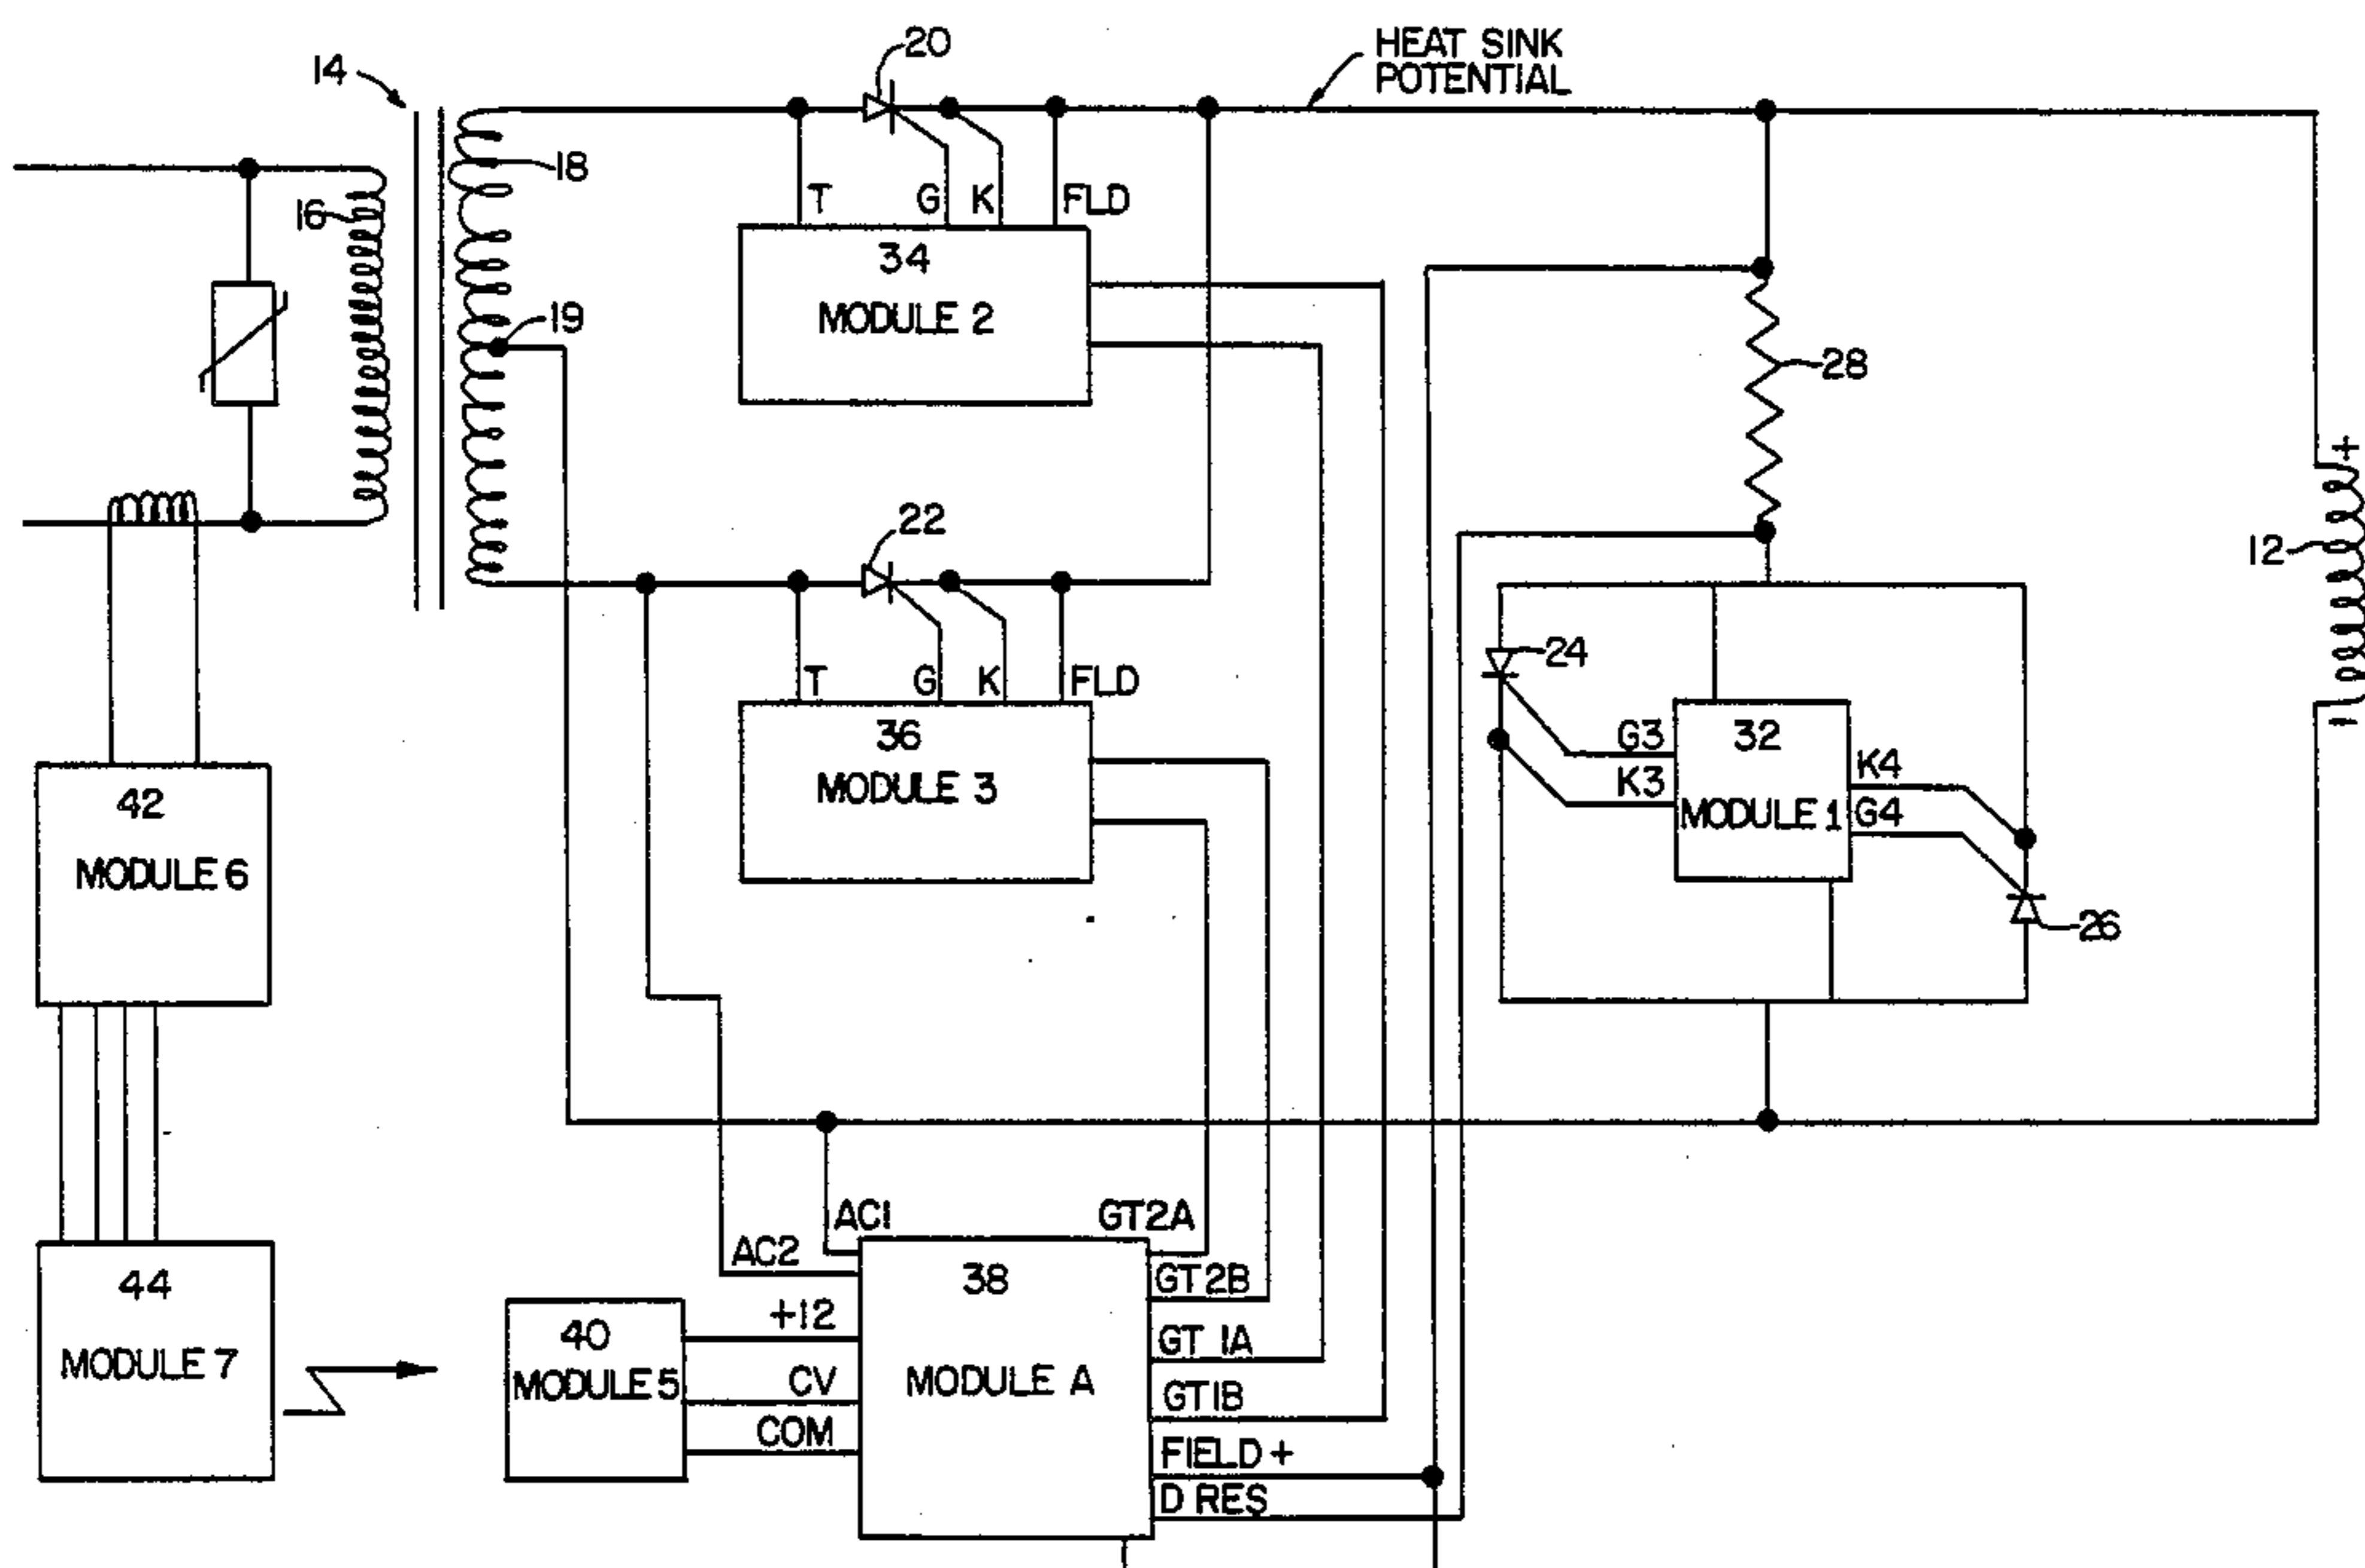 HEAT SINK
POTENTIAL
14
20
18
16
T
G
K
FLD
34
MODULE 2
19
28
22
+
12
T
G
K
FLD
24
36
MODULE 3
G3
K3
32
MODULE 1
K4
G4
26
−
42
MODULE 6
AC1
GT2A
AC2
38
GT2B
44
MODULE 7
40
MODULE 5
+12
CV
COM
MODULE A
GT 1A
GT1B
FIELD +
D RES